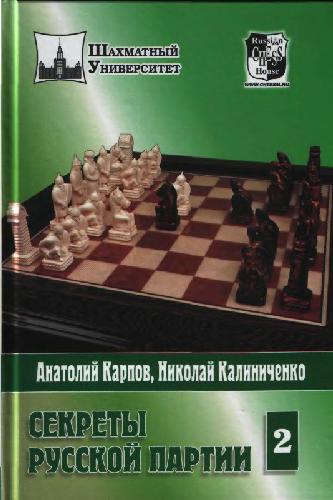 Шахматный
Университет
Russian
CHESS
House
WWW.CHESSM.RU
Анатолий Карпов, Николай Калиниченко
СЕКРЕТЫ
РУССКОЙ ПАРТИИ
2